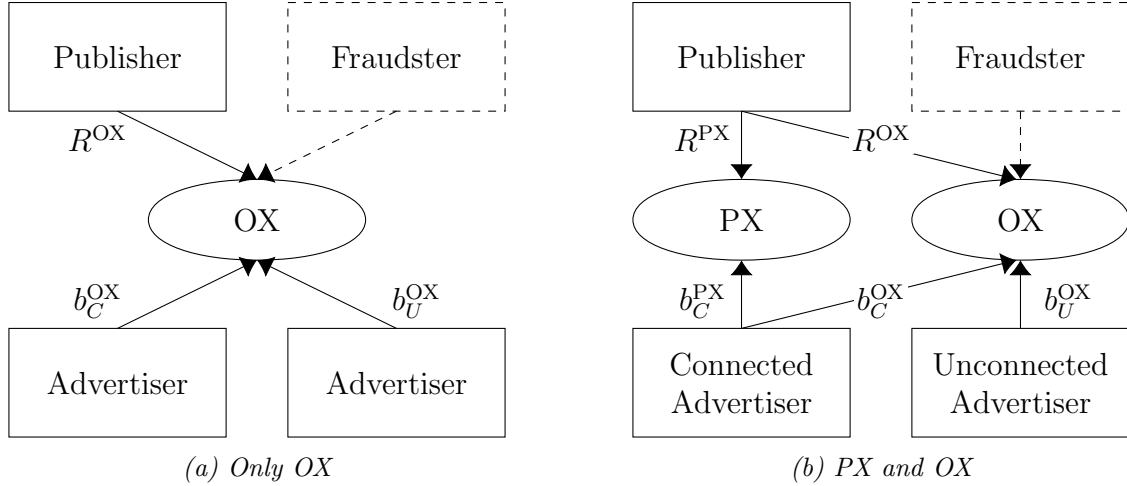 Publisher
Fraudster
R^OX
OX
b_C^OX
b_U^OX
Advertiser
Advertiser
(a) Only OX
Publisher
Fraudster
R^PX
R^OX
PX
OX
b_C^PX
b_C^OX
b_U^OX
Connected
Advertiser
Unconnected
Advertiser
(b) PX and OX